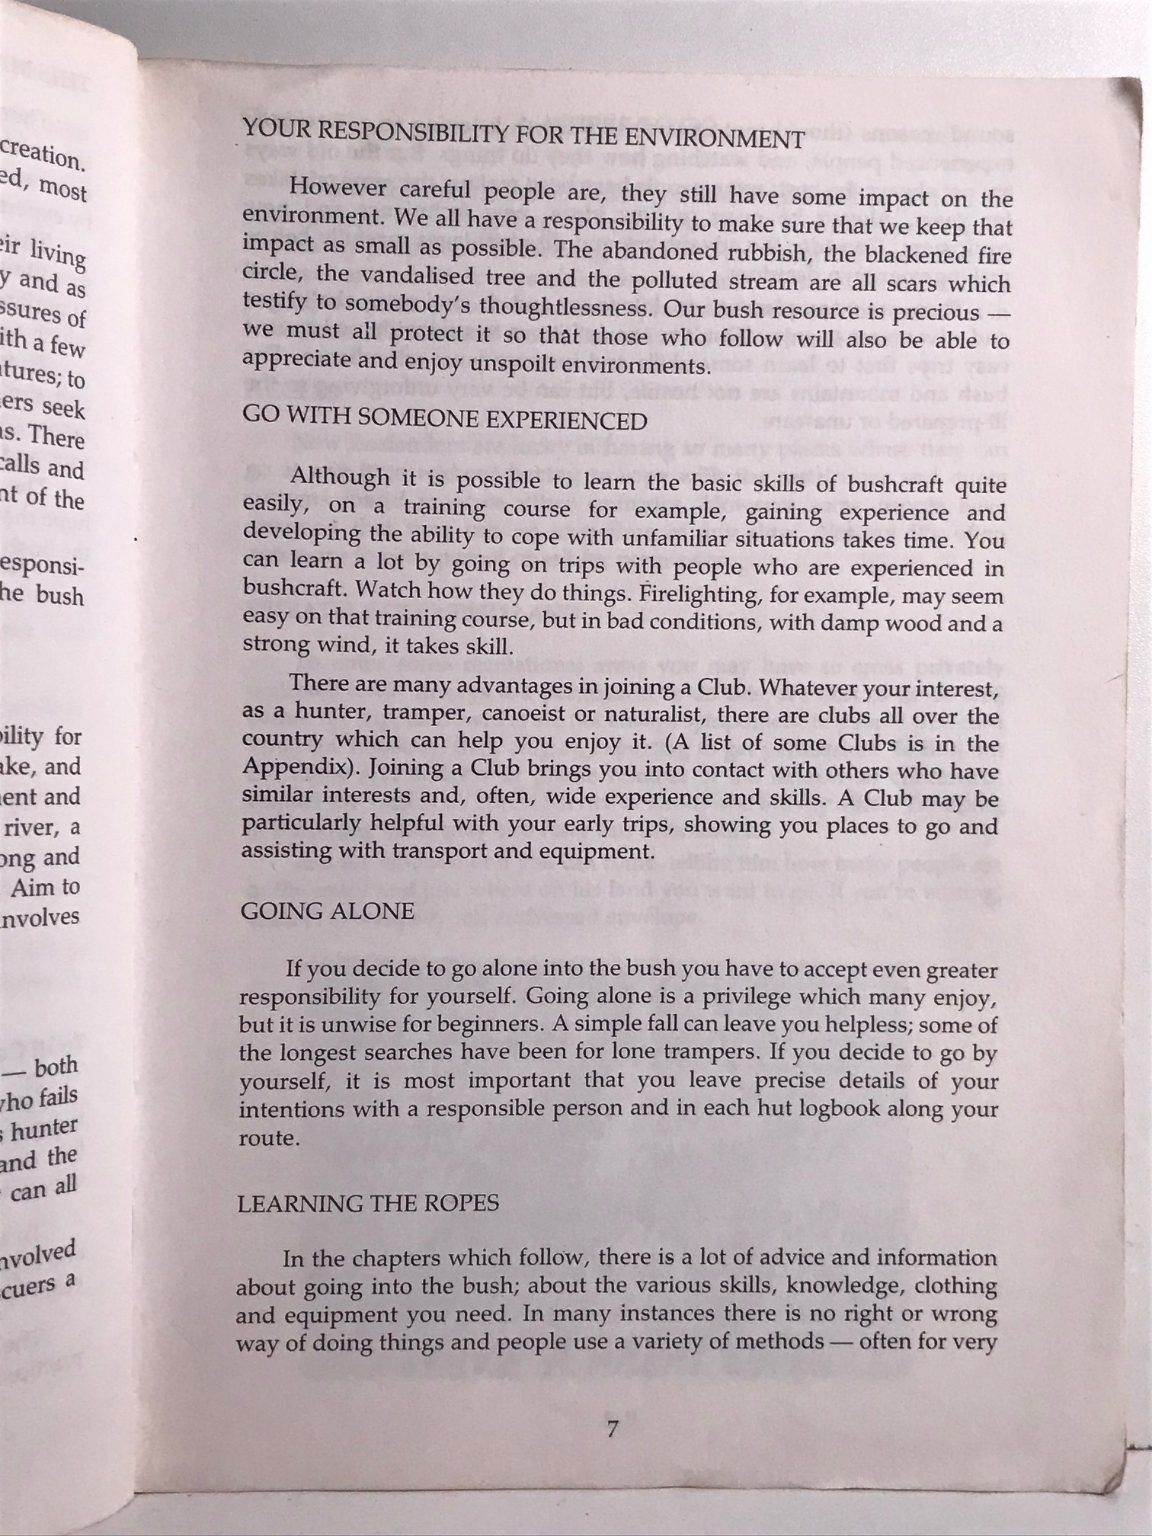 creation.
ed, most
eir living
y and as
ssures of
ith a few
tures; to
ers seek
s. There
calls and
nt of the
esponsi-
he bush
bility for
ake, and
ent and
river, a
ong and
Aim to
nvolves
— both
who fails
s hunter
and the
can all
nvolved
cuers a
YOUR RESPONSIBILITY FOR THE ENVIRONMENT
However careful people are, they still have some impact on the
environment. We all have a responsibility to make sure that we keep that
impact as small as possible. The abandoned rubbish, the blackened fire
circle, the vandalised tree and the polluted stream are all scars which
testify to somebody's thoughtlessness. Our bush resource is precious —
we must all protect it so that those who follow will also be able to
appreciate and enjoy unspoilt environments.
GO WITH SOMEONE EXPERIENCED
Although it is possible to learn the basic skills of bushcraft quite
easily, on a training course for example, gaining experience and
developing the ability to cope with unfamiliar situations takes time. You
can learn a lot by going on trips with people who are experienced in
bushcraft. Watch how they do things. Firelighting, for example, may seem
easy on that training course, but in bad conditions, with damp wood and a
strong wind, it takes skill.
There are many advantages in joining a Club. Whatever your interest,
as a hunter, tramper, canoeist or naturalist, there are clubs all over the
country which can help you enjoy it. (A list of some Clubs is in the
Appendix). Joining a Club brings you into contact with others who have
similar interests and, often, wide experience and skills. A Club may be
particularly helpful with your early trips, showing you places to go and
assisting with transport and equipment.
GOING ALONE
If you decide to go alone into the bush you have to accept even greater
responsibility for yourself. Going alone is a privilege which many enjoy,
but it is unwise for beginners. A simple fall can leave you helpless; some of
the longest searches have been for lone trampers. If you decide to go by
yourself, it is most important that you leave precise details of your
intentions with a responsible person and in each hut logbook along your
route.
LEARNING THE ROPES
In the chapters which follow, there is a lot of advice and information
about going into the bush; about the various skills, knowledge, clothing
and equipment you need. In many instances there is no right or wrong
way of doing things and people use a variety of methods — often for very
7